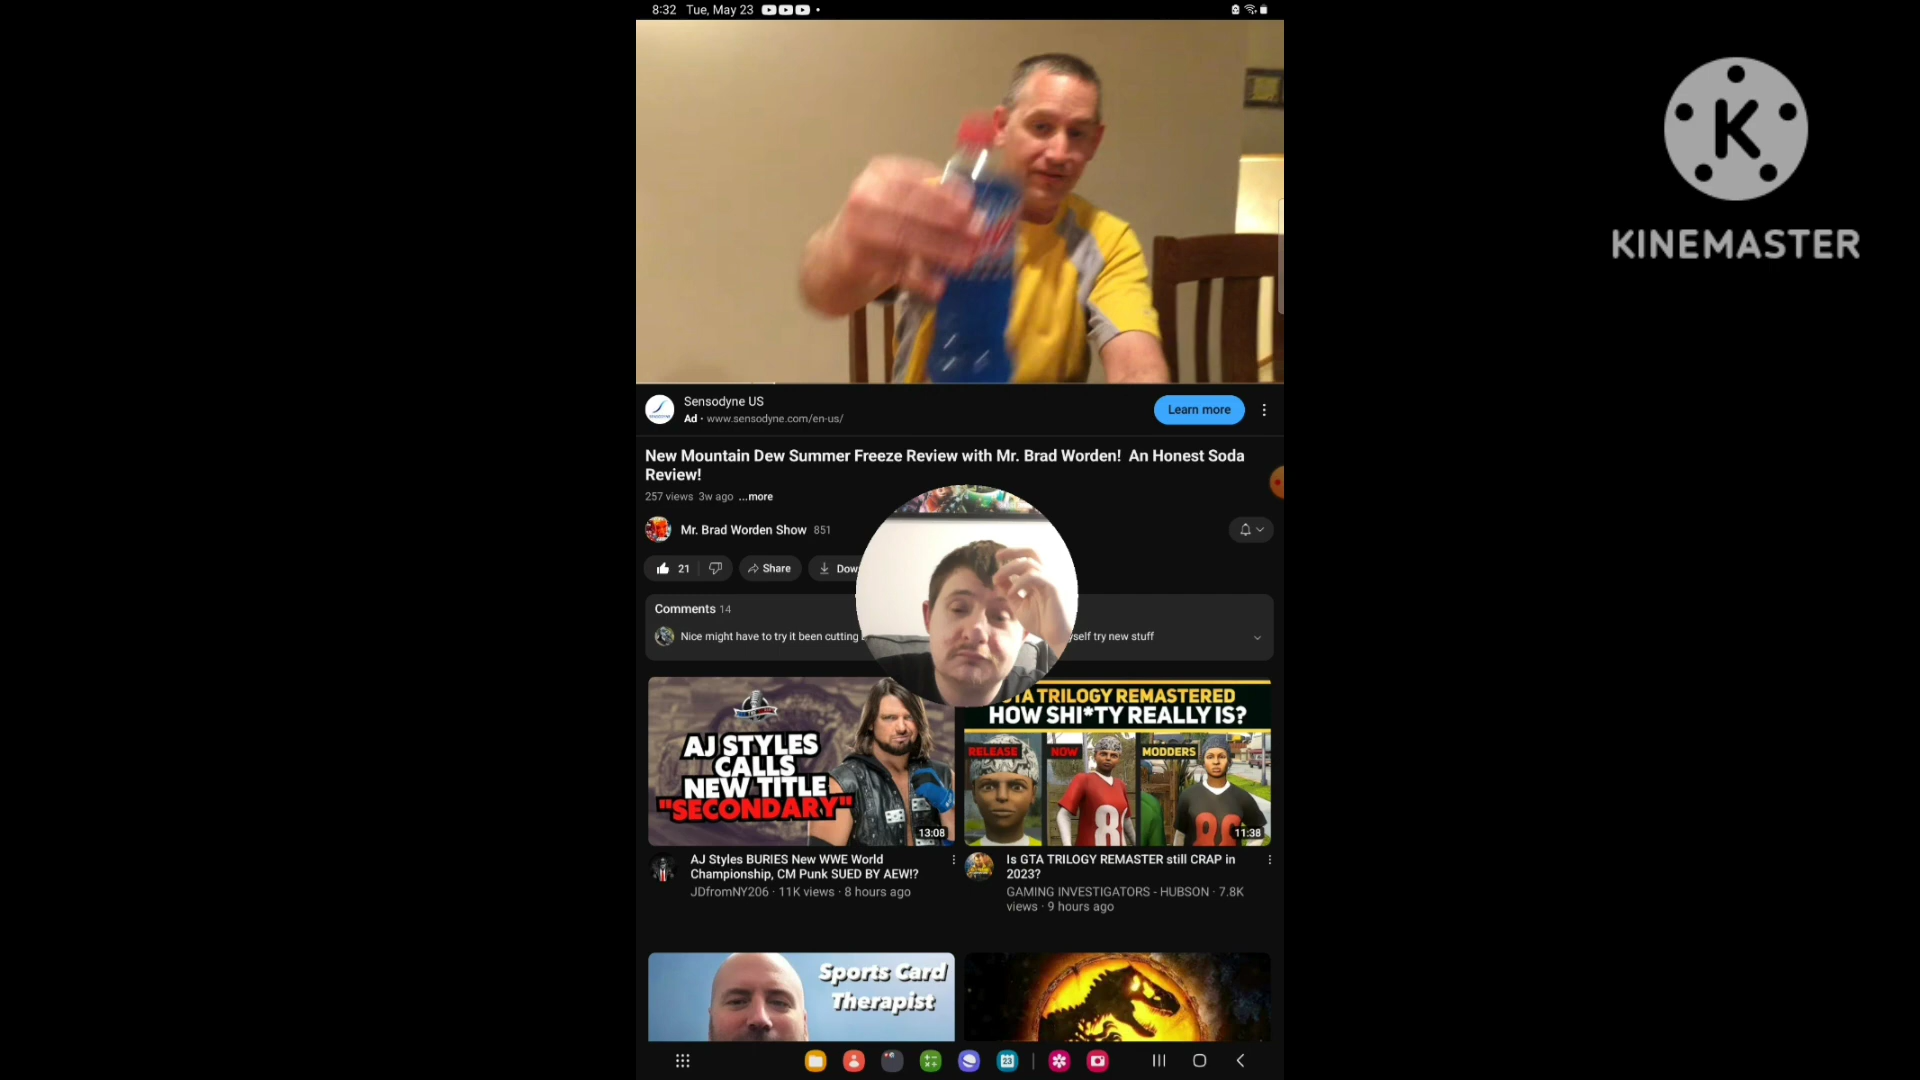 8:32 Tue, May 23
K
KINEMASTER
Sensodyne US
Ad · www.sensodyne.com/en-us/
Learn more
New Mountain Dew Summer Freeze Review with Mr. Brad Worden! An Honest Soda
Review!
257 views 3w ago ...more
Mr. Brad Worden Show 851
21 Share Dow
Comments 14
Nice might have to try it been cutting
self try new stuff
AJ STYLES
CALLS
NEW TITLE
"SECONDARY"
13:08
GTA TRILOGY REMASTERED
HOW SHI*TY REALLY IS?
RELEASE NOW MODDERS
11:38
AJ Styles BURIES New WWE World
Championship, CM Punk SUED BY AEW!?
JDfromNY206 · 11K views · 8 hours ago
Is GTA TRILOGY REMASTER still CRAP in
2023?
GAMING INVESTIGATORS - HUBSON · 7.8K
views · 9 hours ago
Sports Card
Therapist
23